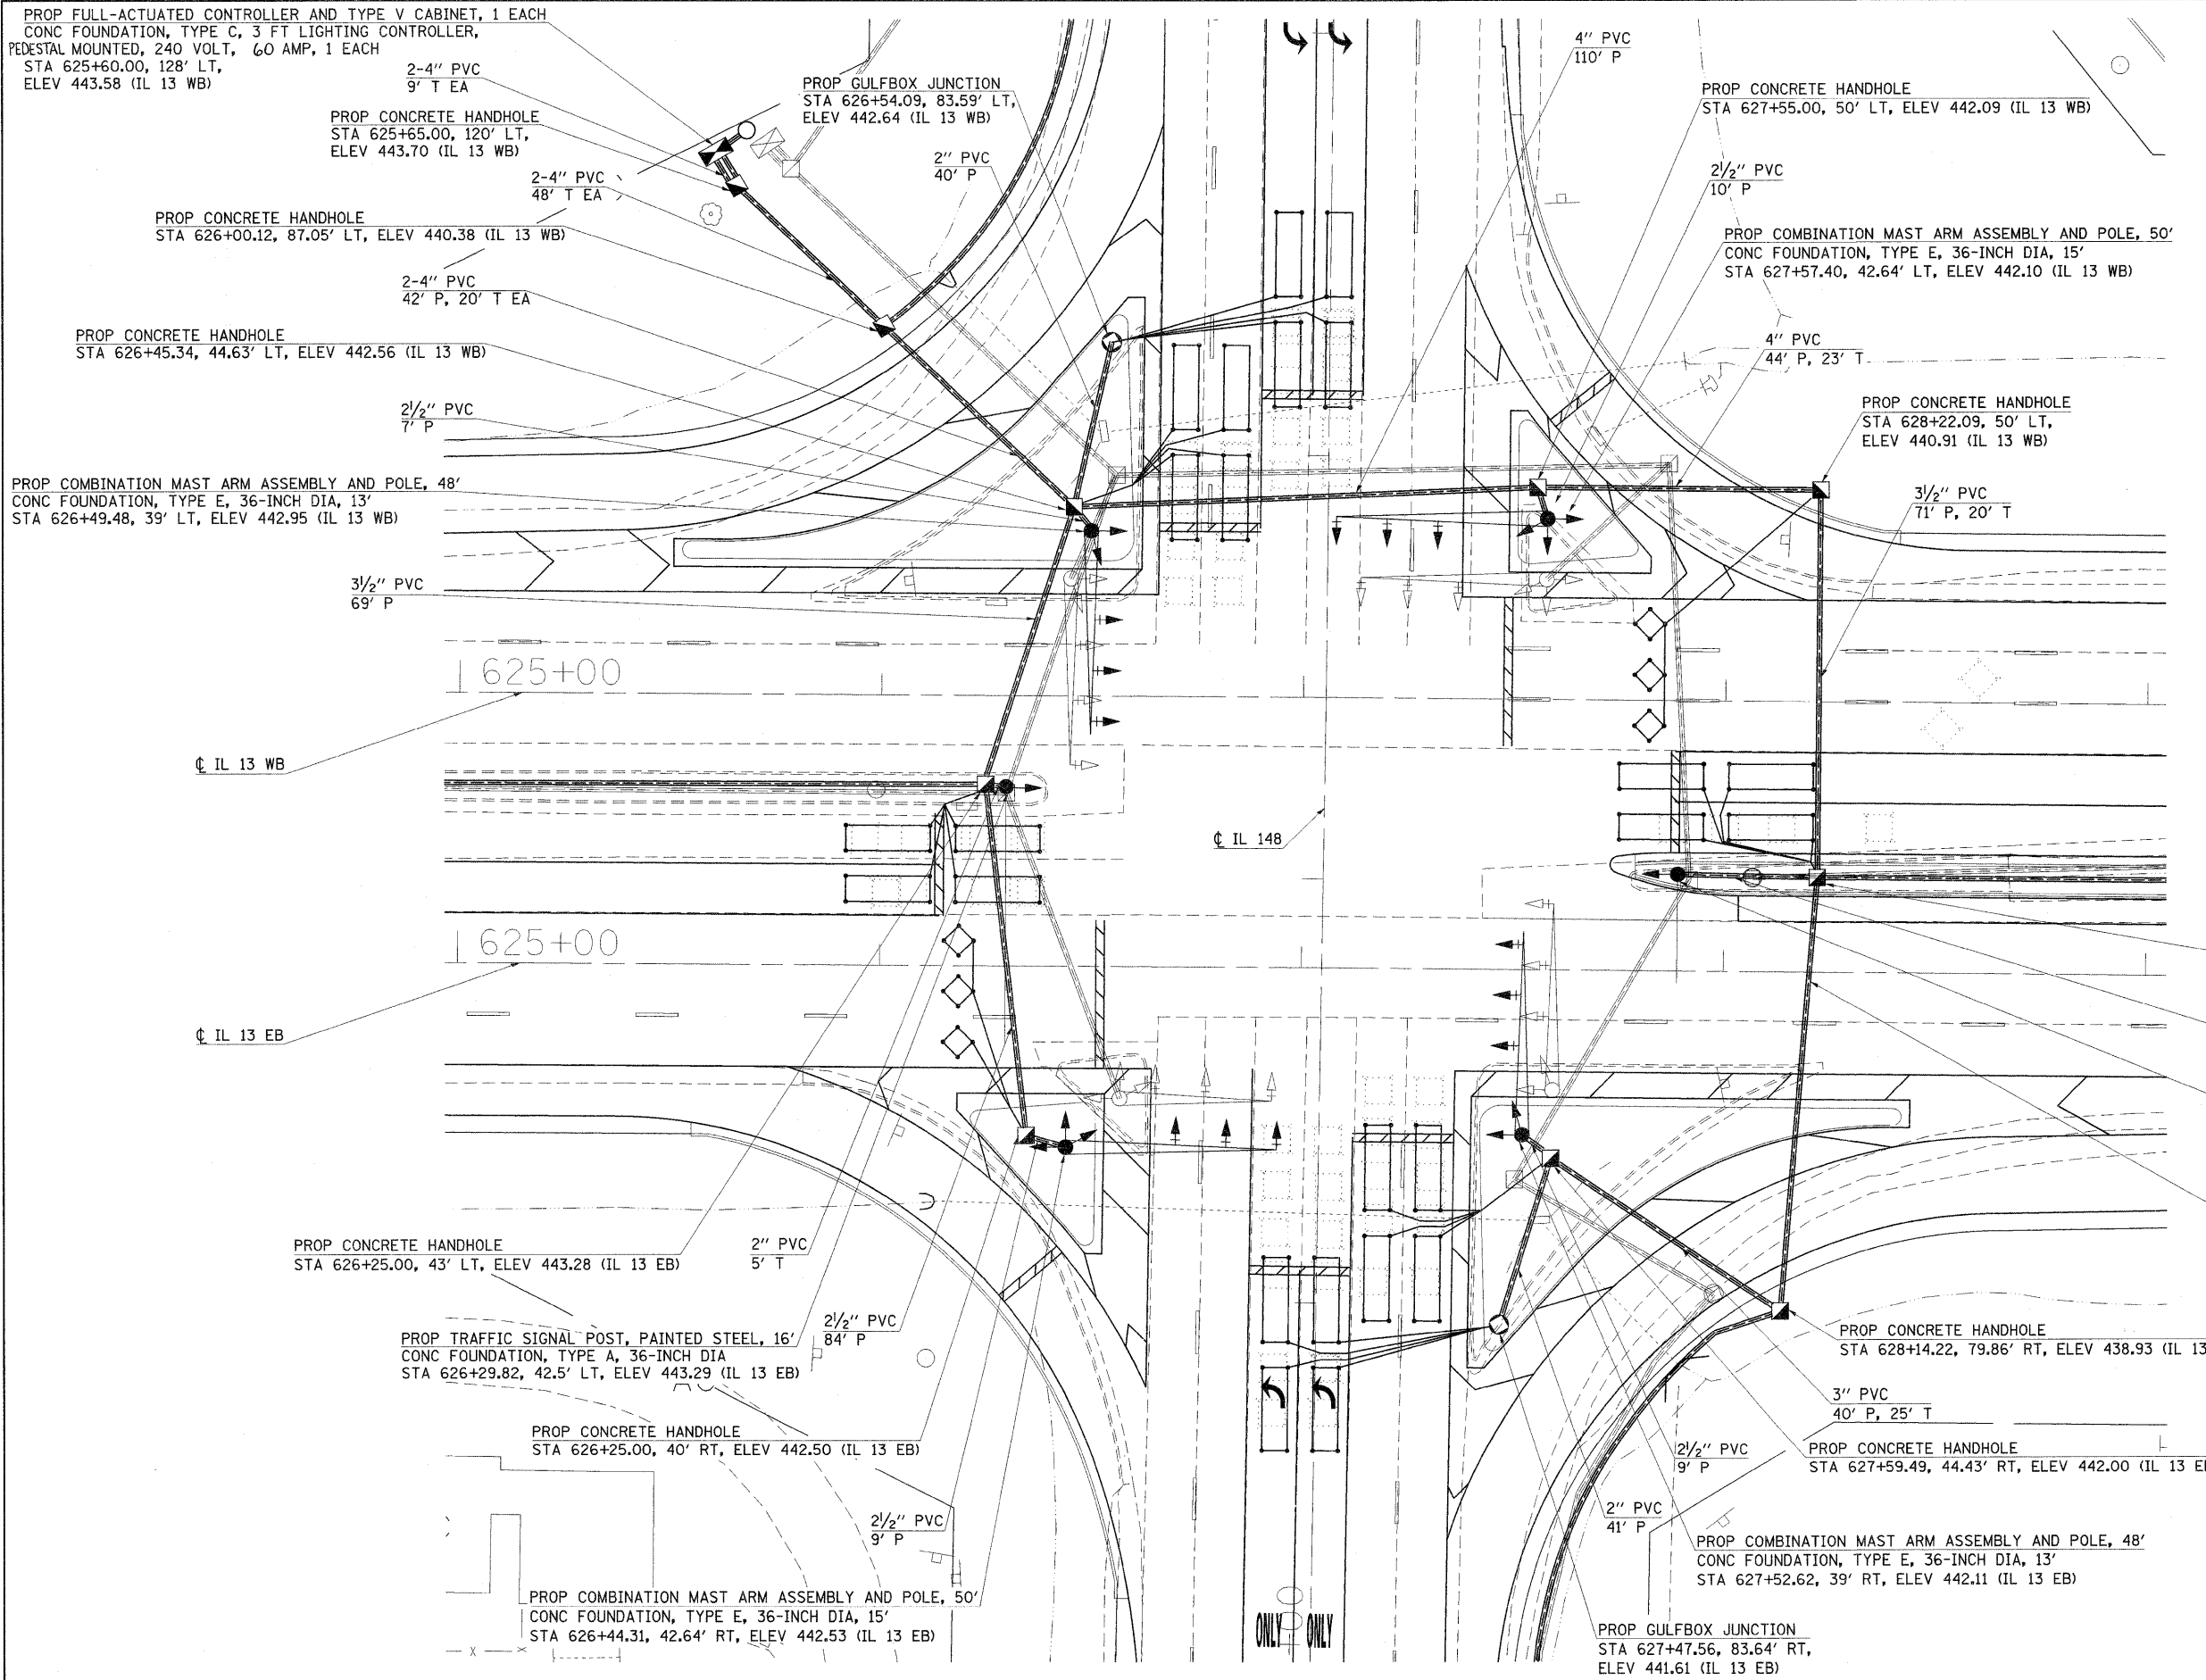 PROP FULL-ACTUATED CONTROLLER AND TYPE V CABINET, 1 EACH
CONC FOUNDATION, TYPE C, 3 FT LIGHTING CONTROLLER,
PEDESTAL MOUNTED, 240 VOLT, 60 AMP, 1 EACH
STA 625+60.00, 128' LT,
ELEV 443.58 (IL 13 WB)
2-4" PVC
9' T EA
PROP CONCRETE HANDHOLE
STA 625+65.00, 120' LT,
ELEV 443.70 (IL 13 WB)
2-4" PVC
48' T EA
PROP CONCRETE HANDHOLE
STA 626+00.12, 87.05' LT, ELEV 440.38 (IL 13 WB)
2-4" PVC
42' P, 20' T EA
PROP CONCRETE HANDHOLE
STA 626+45.34, 44.63' LT, ELEV 442.56 (IL 13 WB)
2½" PVC
7' P
PROP COMBINATION MAST ARM ASSEMBLY AND POLE, 48'
CONC FOUNDATION, TYPE E, 36-INCH DIA, 13'
STA 626+49.48, 39' LT, ELEV 442.95 (IL 13 WB)
3½" PVC
69' P
PROP GULFBOX JUNCTION
STA 626+54.09, 83.59' LT,
ELEV 442.64 (IL 13 WB)
2" PVC
40' P
4" PVC
110' P
PROP CONCRETE HANDHOLE
STA 627+55.00, 50' LT, ELEV 442.09 (IL 13 WB)
2½" PVC
10' P
PROP COMBINATION MAST ARM ASSEMBLY AND POLE, 50'
CONC FOUNDATION, TYPE E, 36-INCH DIA, 15'
STA 627+57.40, 42.64' LT, ELEV 442.10 (IL 13 WB)
4" PVC
44' P, 23' T
PROP CONCRETE HANDHOLE
STA 628+22.09, 50' LT,
ELEV 440.91 (IL 13 WB)
3½" PVC
71' P, 20' T
625+00
℄ IL 13 WB
℄ IL 148
625+00
℄ IL 13 EB
PROP CONCRETE HANDHOLE
STA 626+25.00, 43' LT, ELEV 443.28 (IL 13 EB)
2" PVC
5' T
PROP TRAFFIC SIGNAL POST, PAINTED STEEL, 16'
CONC FOUNDATION, TYPE A, 36-INCH DIA
STA 626+29.82, 42.5' LT, ELEV 443.29 (IL 13 EB)
2½" PVC
84' P
PROP CONCRETE HANDHOLE
STA 626+25.00, 40' RT, ELEV 442.50 (IL 13 EB)
2½" PVC
9' P
PROP COMBINATION MAST ARM ASSEMBLY AND POLE, 50'
CONC FOUNDATION, TYPE E, 36-INCH DIA, 15'
STA 626+44.31, 42.64' RT, ELEV 442.53 (IL 13 EB)
PROP CONCRETE HANDHOLE
STA 628+14.22, 79.86' RT, ELEV 438.93 (IL 13
3" PVC
40' P, 25' T
2½" PVC
9' P
PROP CONCRETE HANDHOLE
STA 627+59.49, 44.43' RT, ELEV 442.00 (IL 13
2" PVC
41' P
PROP COMBINATION MAST ARM ASSEMBLY AND POLE, 48'
CONC FOUNDATION, TYPE E, 36-INCH DIA, 13'
STA 627+52.62, 39' RT, ELEV 442.11 (IL 13 EB)
PROP GULFBOX JUNCTION
STA 627+47.56, 83.64' RT,
ELEV 441.61 (IL 13 EB)
ONLY ONLY